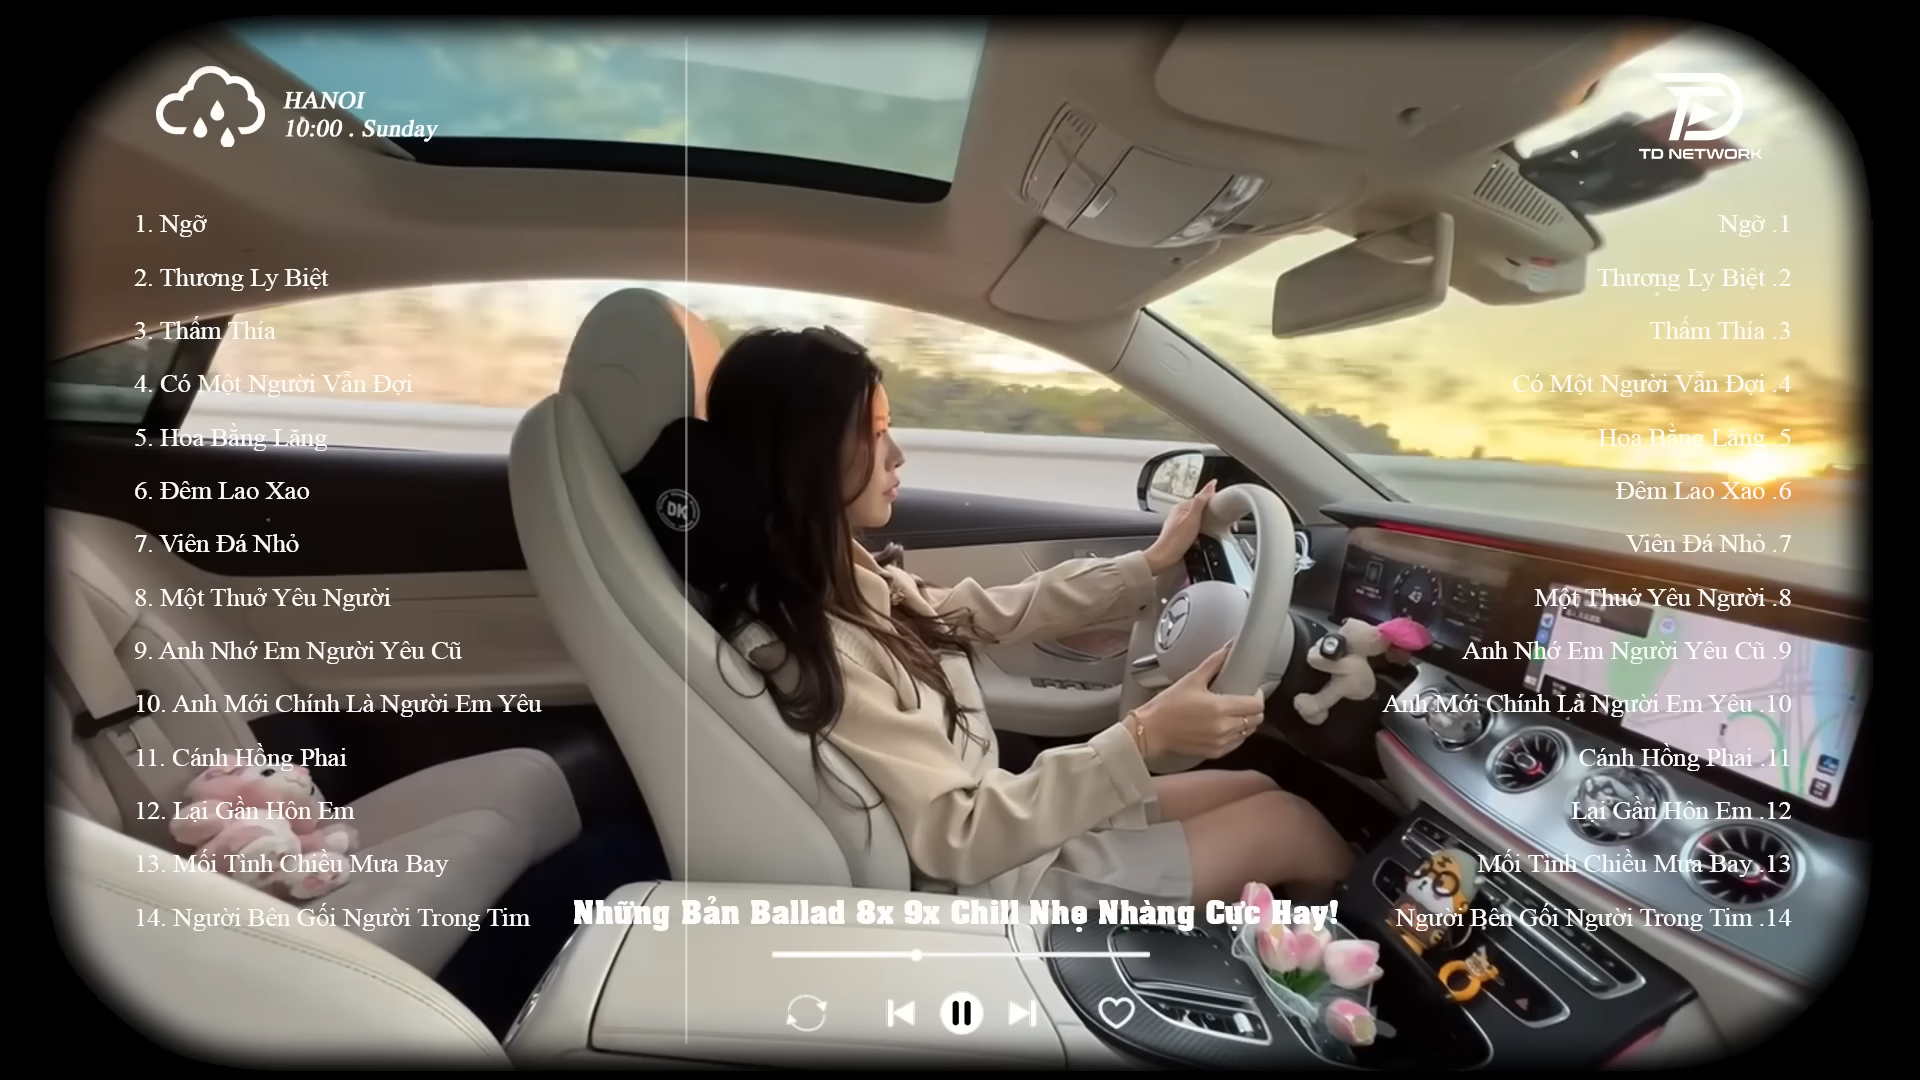 HANOI
10:00 . Sunday
TD NETWORK
1. Ngỡ
2. Thương Ly Biệt
3. Thấm Thía
4. Có Một Người Vẫn Đợi
5. Hoa Bằng Lăng
6. Đêm Lao Xao
7. Viên Đá Nhỏ
8. Một Thuở Yêu Người
9. Anh Nhớ Em Người Yêu Cũ
10. Anh Mới Chính Là Người Em Yêu
11. Cánh Hồng Phai
12. Lại Gần Hôn Em
13. Mối Tình Chiều Mưa Bay
14. Người Bên Gối Người Trong Tim
Ngỡ .1
Thương Ly Biệt .2
Thấm Thía .3
Có Một Người Vẫn Đợi .4
Hoa Bằng Lăng .5
Đêm Lao Xao .6
Viên Đá Nhỏ .7
Một Thuở Yêu Người .8
Anh Nhớ Em Người Yêu Cũ .9
Anh Mới Chính Là Người Em Yêu .10
Cánh Hồng Phai .11
Lại Gần Hôn Em .12
Mối Tình Chiều Mưa Bay .13
Người Bên Gối Người Trong Tim .14
DK
43
Những Bản Ballad 8x 9x Chill Nhẹ Nhàng Cực Hay!